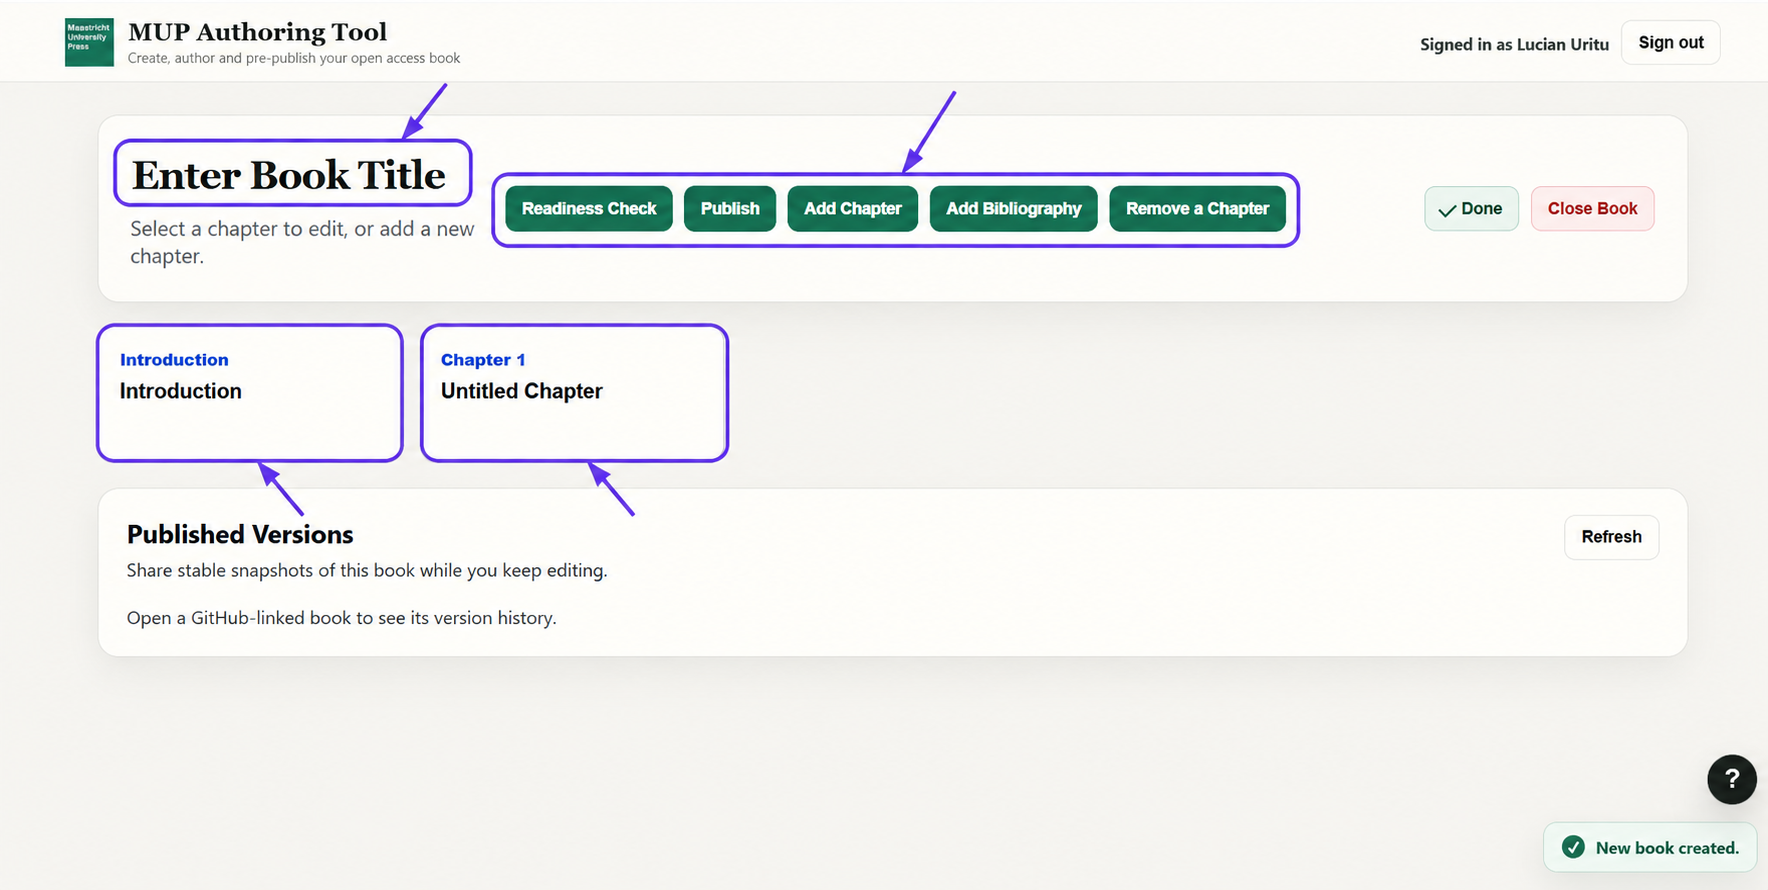 Maastricht
University
Press
MUP Authoring Tool
Create, author and pre-publish your open access book
Signed in as Lucian Uritu
Sign out
Enter Book Title
Select a chapter to edit, or add a new
chapter.
Readiness Check
Publish
Add Chapter
Add Bibliography
Remove a Chapter
Done
Close Book
Introduction
Introduction
Chapter 1
Untitled Chapter
Published Versions
Share stable snapshots of this book while you keep editing.
Open a GitHub-linked book to see its version history.
Refresh
?
New book created.